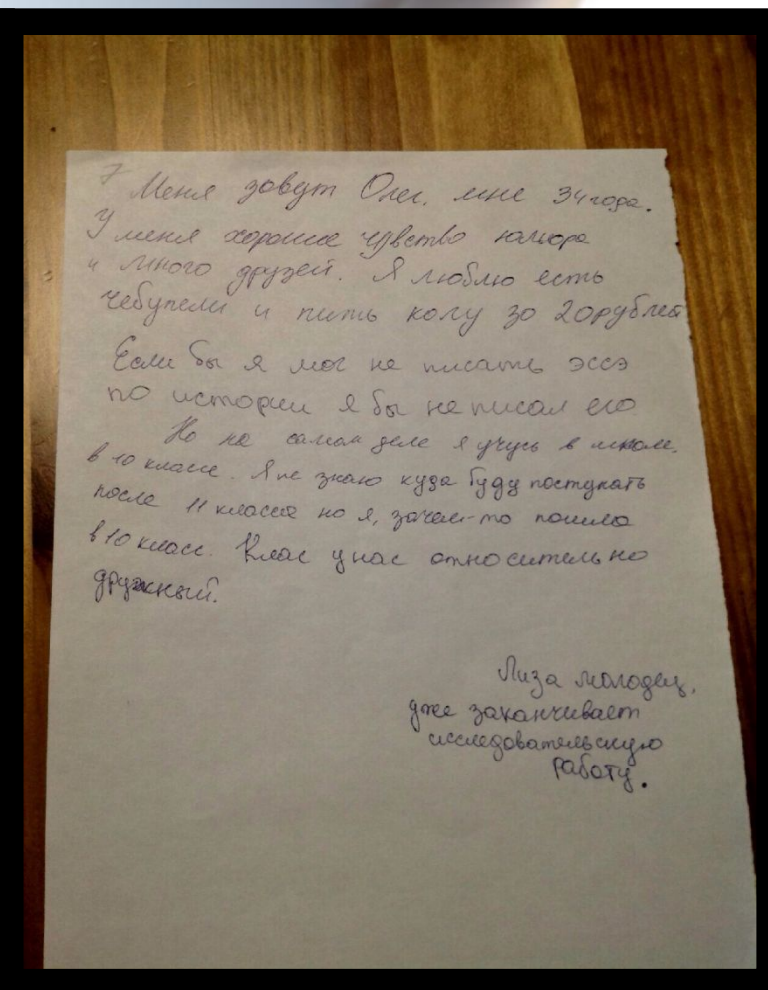 7
Меня зовут Олег, мне 34 года.
У меня хорошее чувство юмора
и много друзей. Я люблю есть
чебупели и пить колу за 20 рублей
Если бы я мог не писать эссэ
по истории я бы не писал его
Но на самом деле я учусь в школе,
в 10 классе. Я не знаю куда буду поступать
после 11 класса но я, зачем-то пошла
в 10 класс. Клас у нас относительно
дружный.
Лиза молодец,
уже заканчивает
исследовательскую
работу.